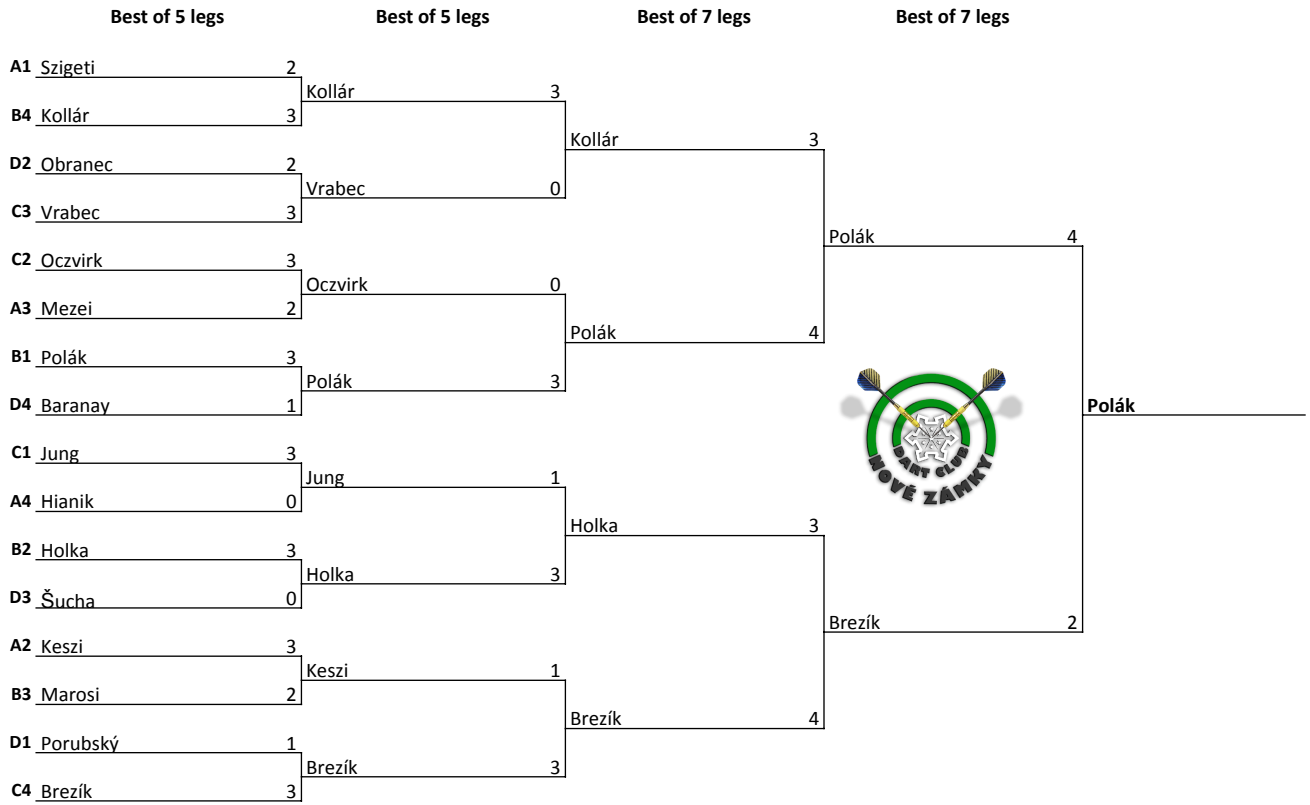 Best of 5 legs Best of 5 legs Best of 7 legs Best of 7 legs
A1 Szigeti 2
Kollár 3
B4 Kollár 3
Kollár 3
D2 Obranec 2
Vrabec 0
C3 Vrabec 3
Polák 4
C2 Oczvirk 3
Oczvirk 0
A3 Mezei 2
Polák 4
B1 Polák 3
Polák 3
D4 Baranay 1
Polák
C1 Jung 3
DART CLUB
Jung 1
NOVÉ ZÁMKY
A4 Hianik 0
Holka 3
B2 Holka 3
Holka 3
D3 Šucha 0
Brezík 2
A2 Keszi 3
Keszi 1
B3 Marosi 2
Brezík 4
D1 Porubský 1
Brezík 3
C4 Brezík 3